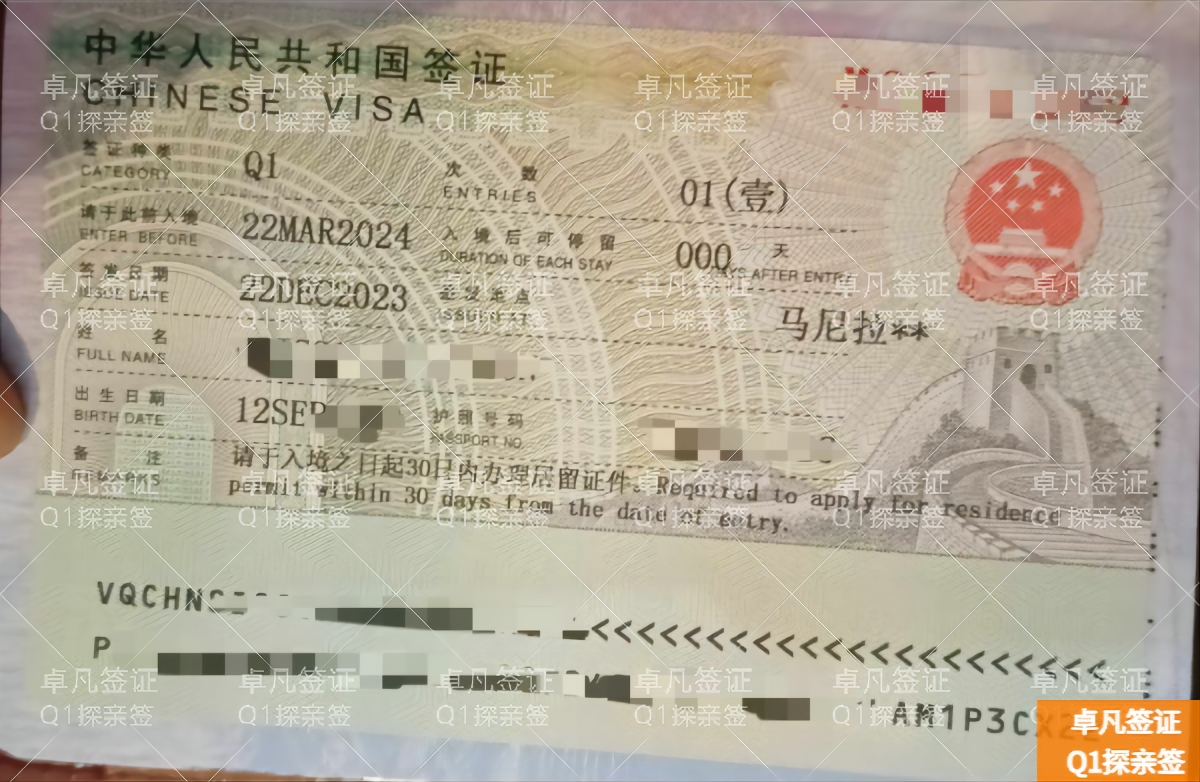 中华人民共和国签证
CHINESE VISA
签证种类 Q1 次数 01(壹)
CATEGORY ENTRIES
请于此前入境 22MAR2024 入境后可停留 000 天
ENTER BEFORE DURATION OF EACH STAY DAYS AFTER ENTRY
签发日期 22DEC2023 签发地点 马尼拉**
ISSUE DATE ISSUED AT
姓名
FULL NAME
出生日期 12SEP 护照号码
BIRTH DATE PASSPORT NO.
备注 请于入境之日起30日内办理居留证件。Required to apply for residence
REMARKS permit within 30 days from the date of entry.
VQCHN <<<<<<<<<<<<<<<<<<<<<<
P AM1P3CX
卓凡签证
Q1探亲签